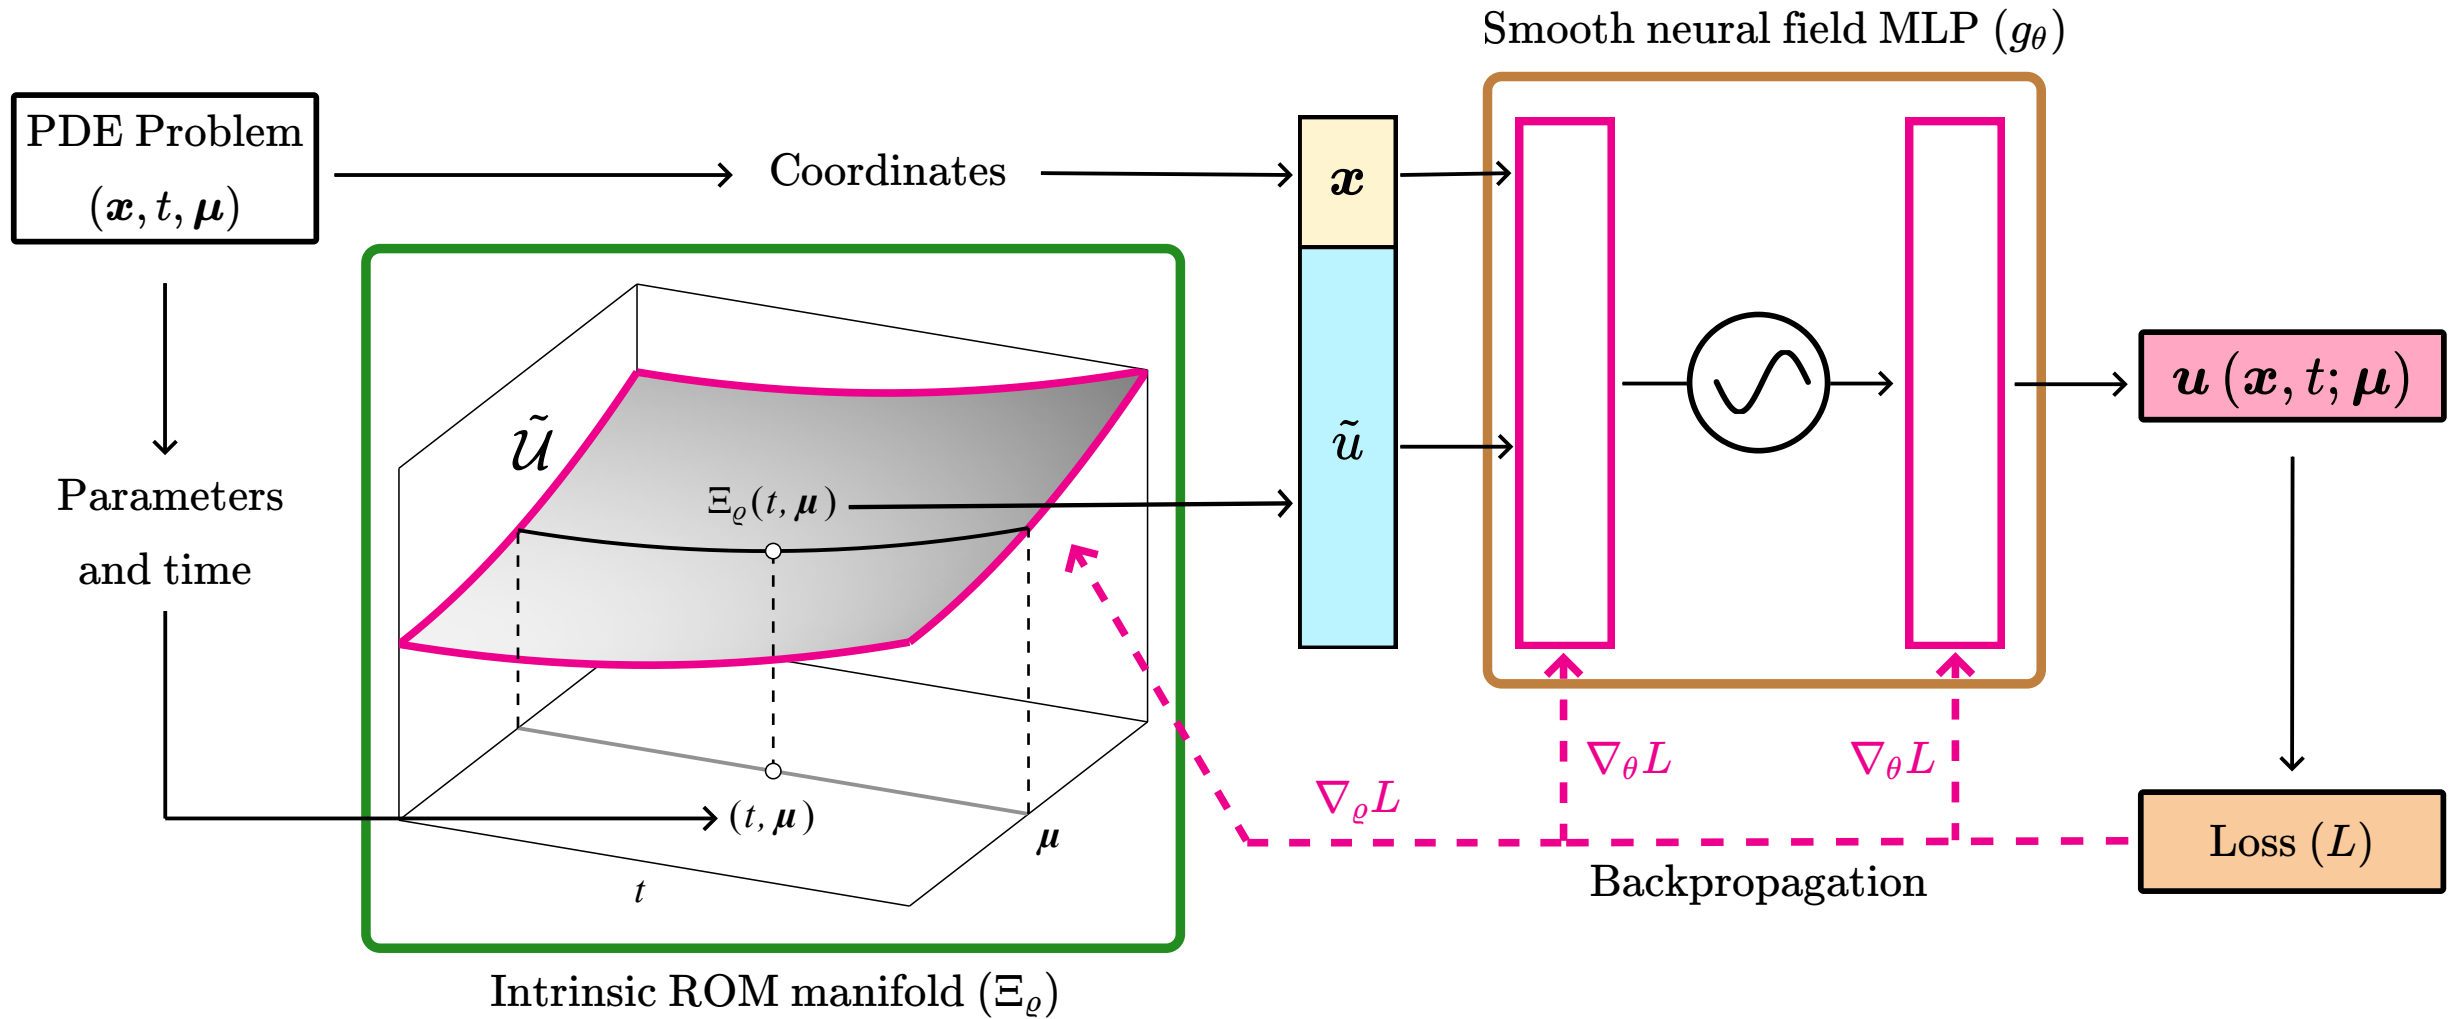 Smooth neural field MLP (g_θ)
PDE Problem
(𝒙, t, 𝝁)
Coordinates
𝒙
Parameters
and time
𝒰̃
Ξ_ϱ(t, 𝝁)
ũ
𝒖 (𝒙, t; 𝝁)
(t, 𝝁)
𝝁
t
∇_ϱL
∇_θL
∇_θL
Backpropagation
Loss (L)
Intrinsic ROM manifold (Ξ_ϱ)